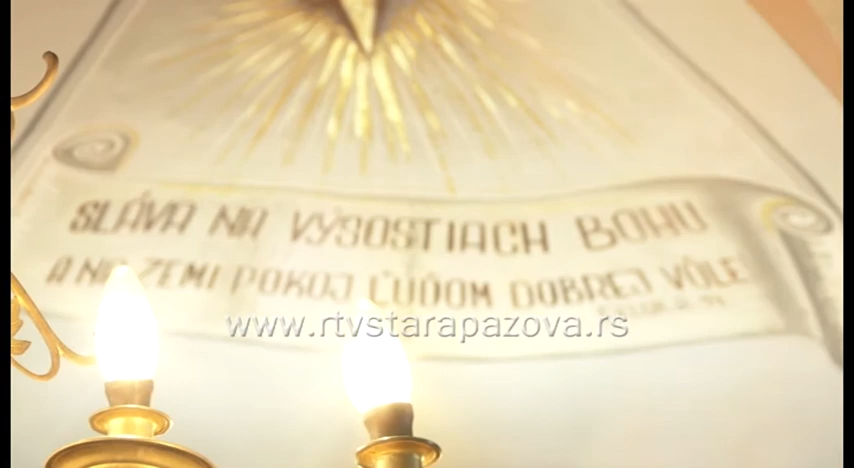 SLÁVA NA VÝSOSTIACH BOHU
A NA ZEMI POKOJ ĽUĎOM DOBREJ VÔLE
www.rtvstarapazova.rs